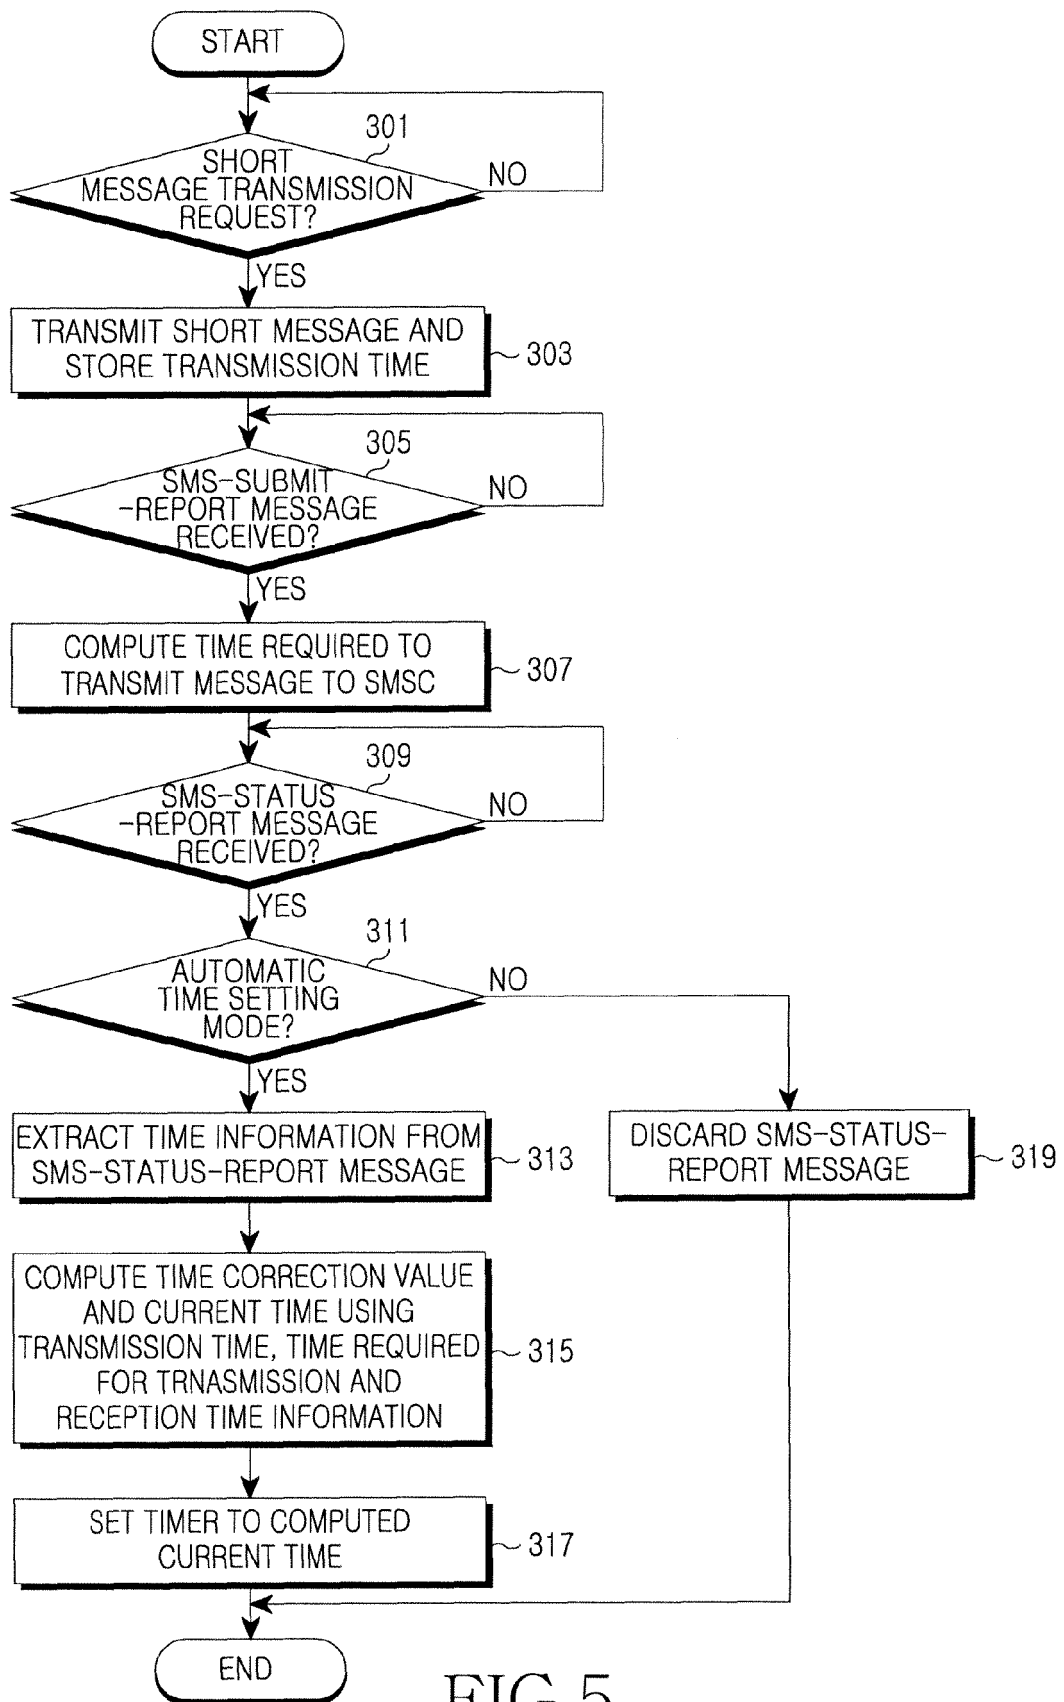 START
301
SHORT
MESSAGE TRANSMISSION
REQUEST?
NO
YES
TRANSMIT SHORT MESSAGE AND
STORE TRANSMISSION TIME
303
305
SMS-SUBMIT
-REPORT MESSAGE
RECEIVED?
NO
YES
COMPUTE TIME REQUIRED TO
TRANSMIT MESSAGE TO SMSC
307
309
SMS-STATUS
-REPORT MESSAGE
RECEIVED?
NO
YES
311
AUTOMATIC
TIME SETTING
MODE?
NO
YES
EXTRACT TIME INFORMATION FROM
SMS-STATUS-REPORT MESSAGE
313
DISCARD SMS-STATUS-
REPORT MESSAGE
319
COMPUTE TIME CORRECTION VALUE
AND CURRENT TIME USING
TRANSMISSION TIME, TIME REQUIRED
FOR TRNASMISSION AND
RECEPTION TIME INFORMATION
315
SET TIMER TO COMPUTED
CURRENT TIME
317
END
FIG.5